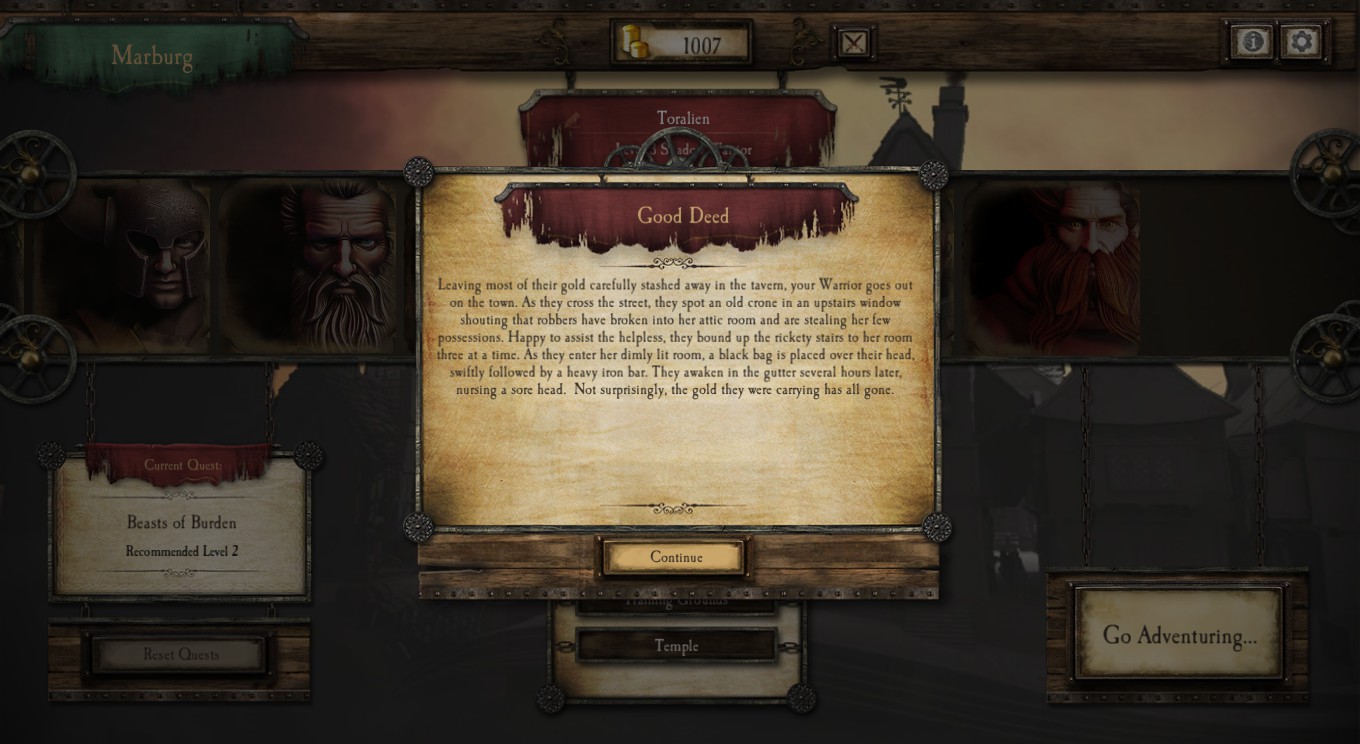 Marburg
1007
Toralien
Good Deed
Leaving most of their gold carefully stashed away in the tavern, your Warrior goes out
on the town. As they cross the street, they spot an old crone in an upstairs window
shouting that robbers have broken into her attic room and are stealing her few
possessions. Happy to assist the helpless, they bound up the rickety stairs to her room
three at a time. As they enter her dimly lit room, a black bag is placed over their head,
swiftly followed by a heavy iron bar. They awaken in the gutter several hours later,
nursing a sore head.  Not surprisingly, the gold they were carrying has all gone.
Continue
Current Quest:
Beasts of Burden
Recommended Level 2
Reset Quests
Training Grounds
Temple
Go Adventuring...